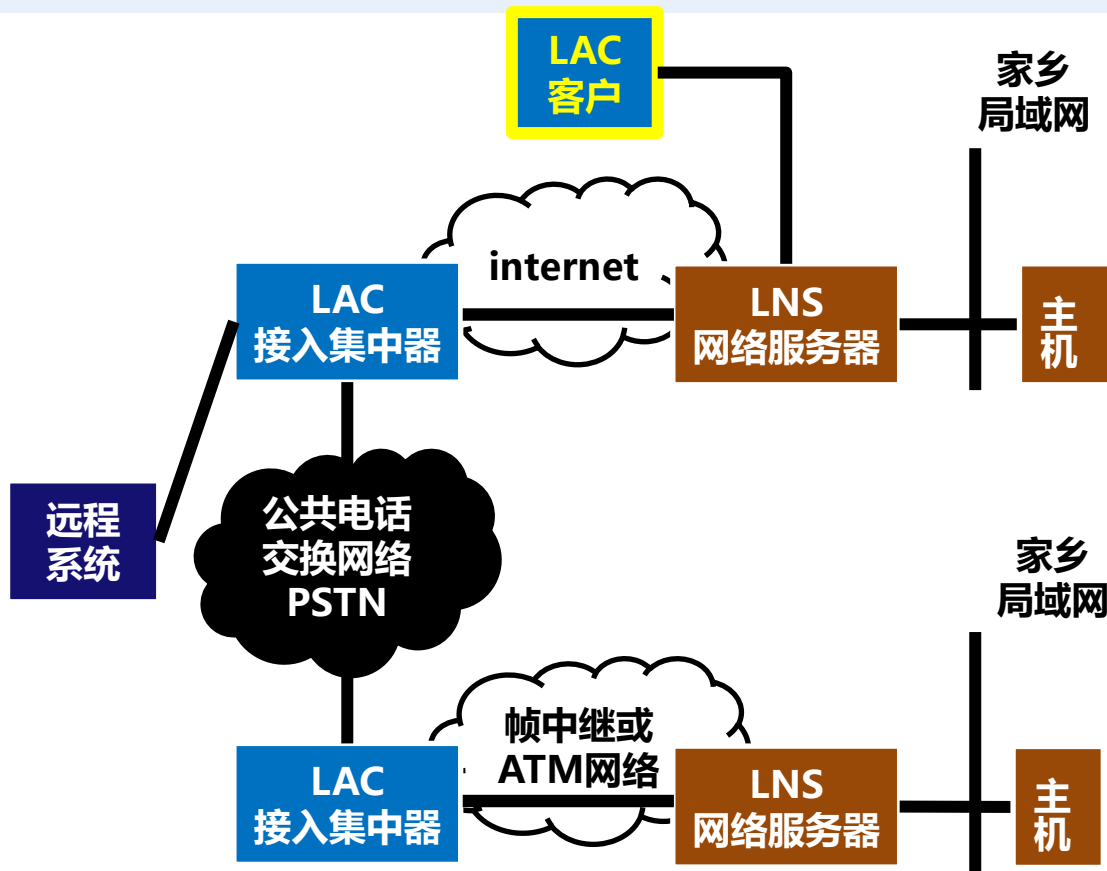 LAC
客户
家乡
局域网
internet
LAC
接入集中器
LNS
网络服务器
主
机
远程
系统
公共电话
交换网络
PSTN
家乡
局域网
帧中继或
ATM网络
LAC
接入集中器
LNS
网络服务器
主
机